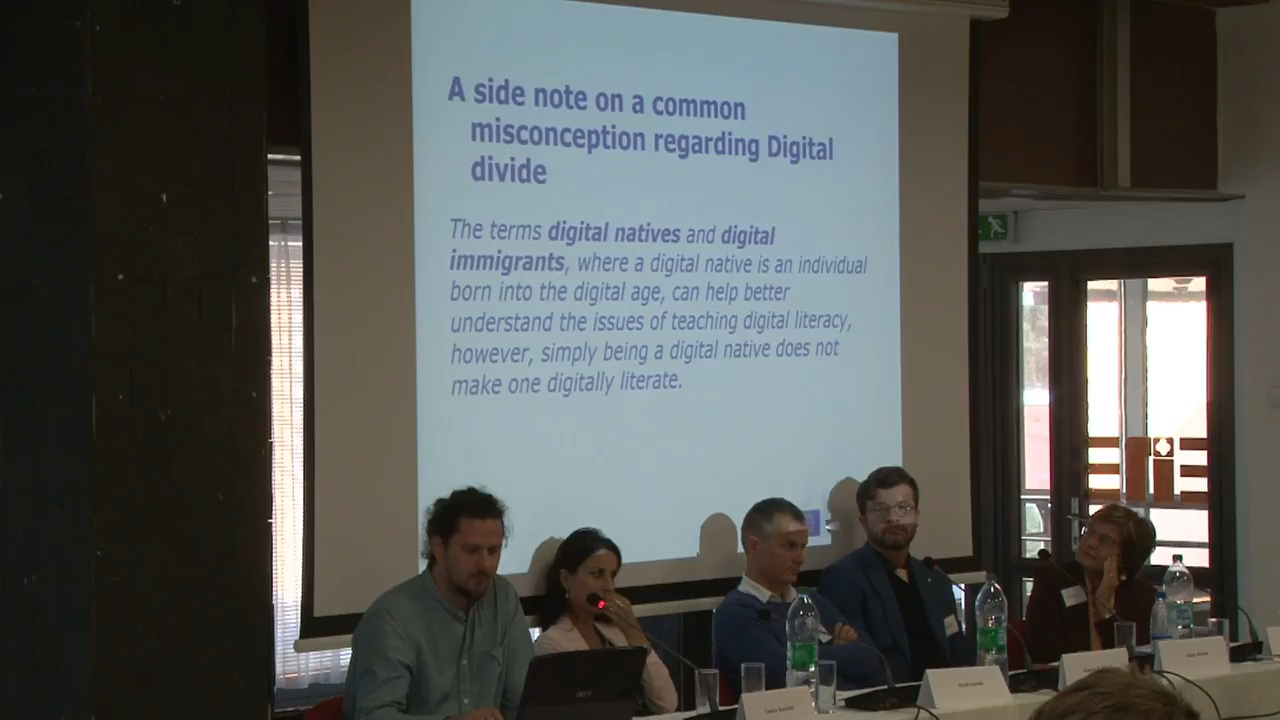 A side note on a common
misconception regarding Digital
divide
The terms digital natives and digital
immigrants, where a digital native is an individual
born into the digital age, can help better
understand the issues of teaching digital literacy,
however, simply being a digital native does not
make one digitally literate.
acer